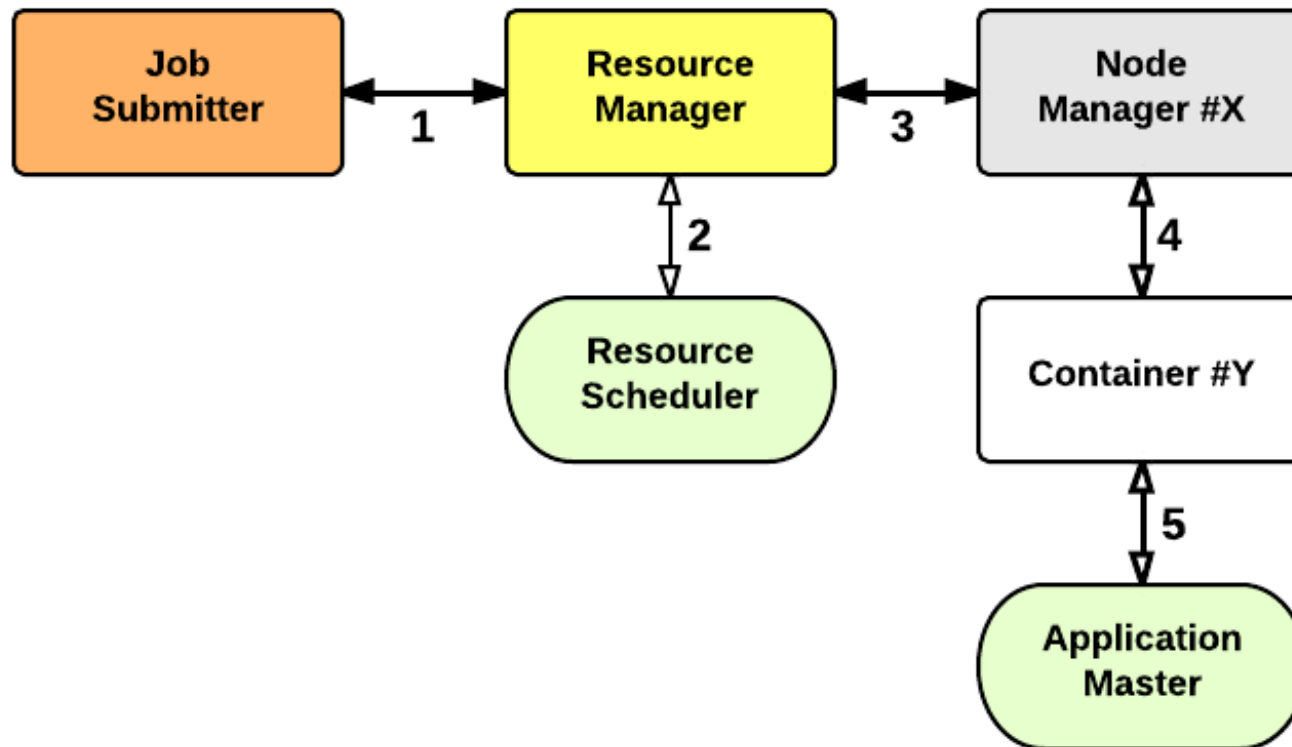 Job
Submitter
1
Resource
Manager
3
Node
Manager #X
2
4
Resource
Scheduler
Container #Y
5
Application
Master